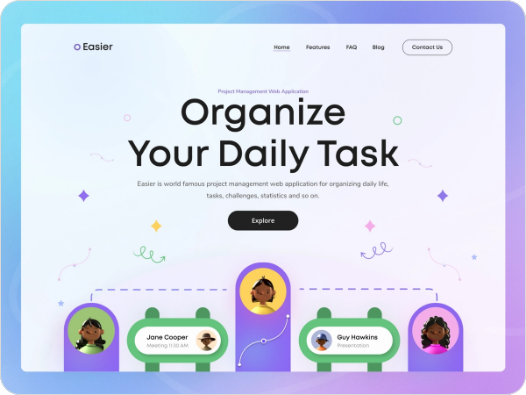 Easier
Home Features FAQ Blog Contact Us
Project Management Web Application
Organize
Your Daily Task
Easier is world famous project management web application for organizing daily life,
tasks, challenges, statistics and so on.
Explore
Jane Cooper
Meeting 11:30 AM
Guy Hawkins
Presentation